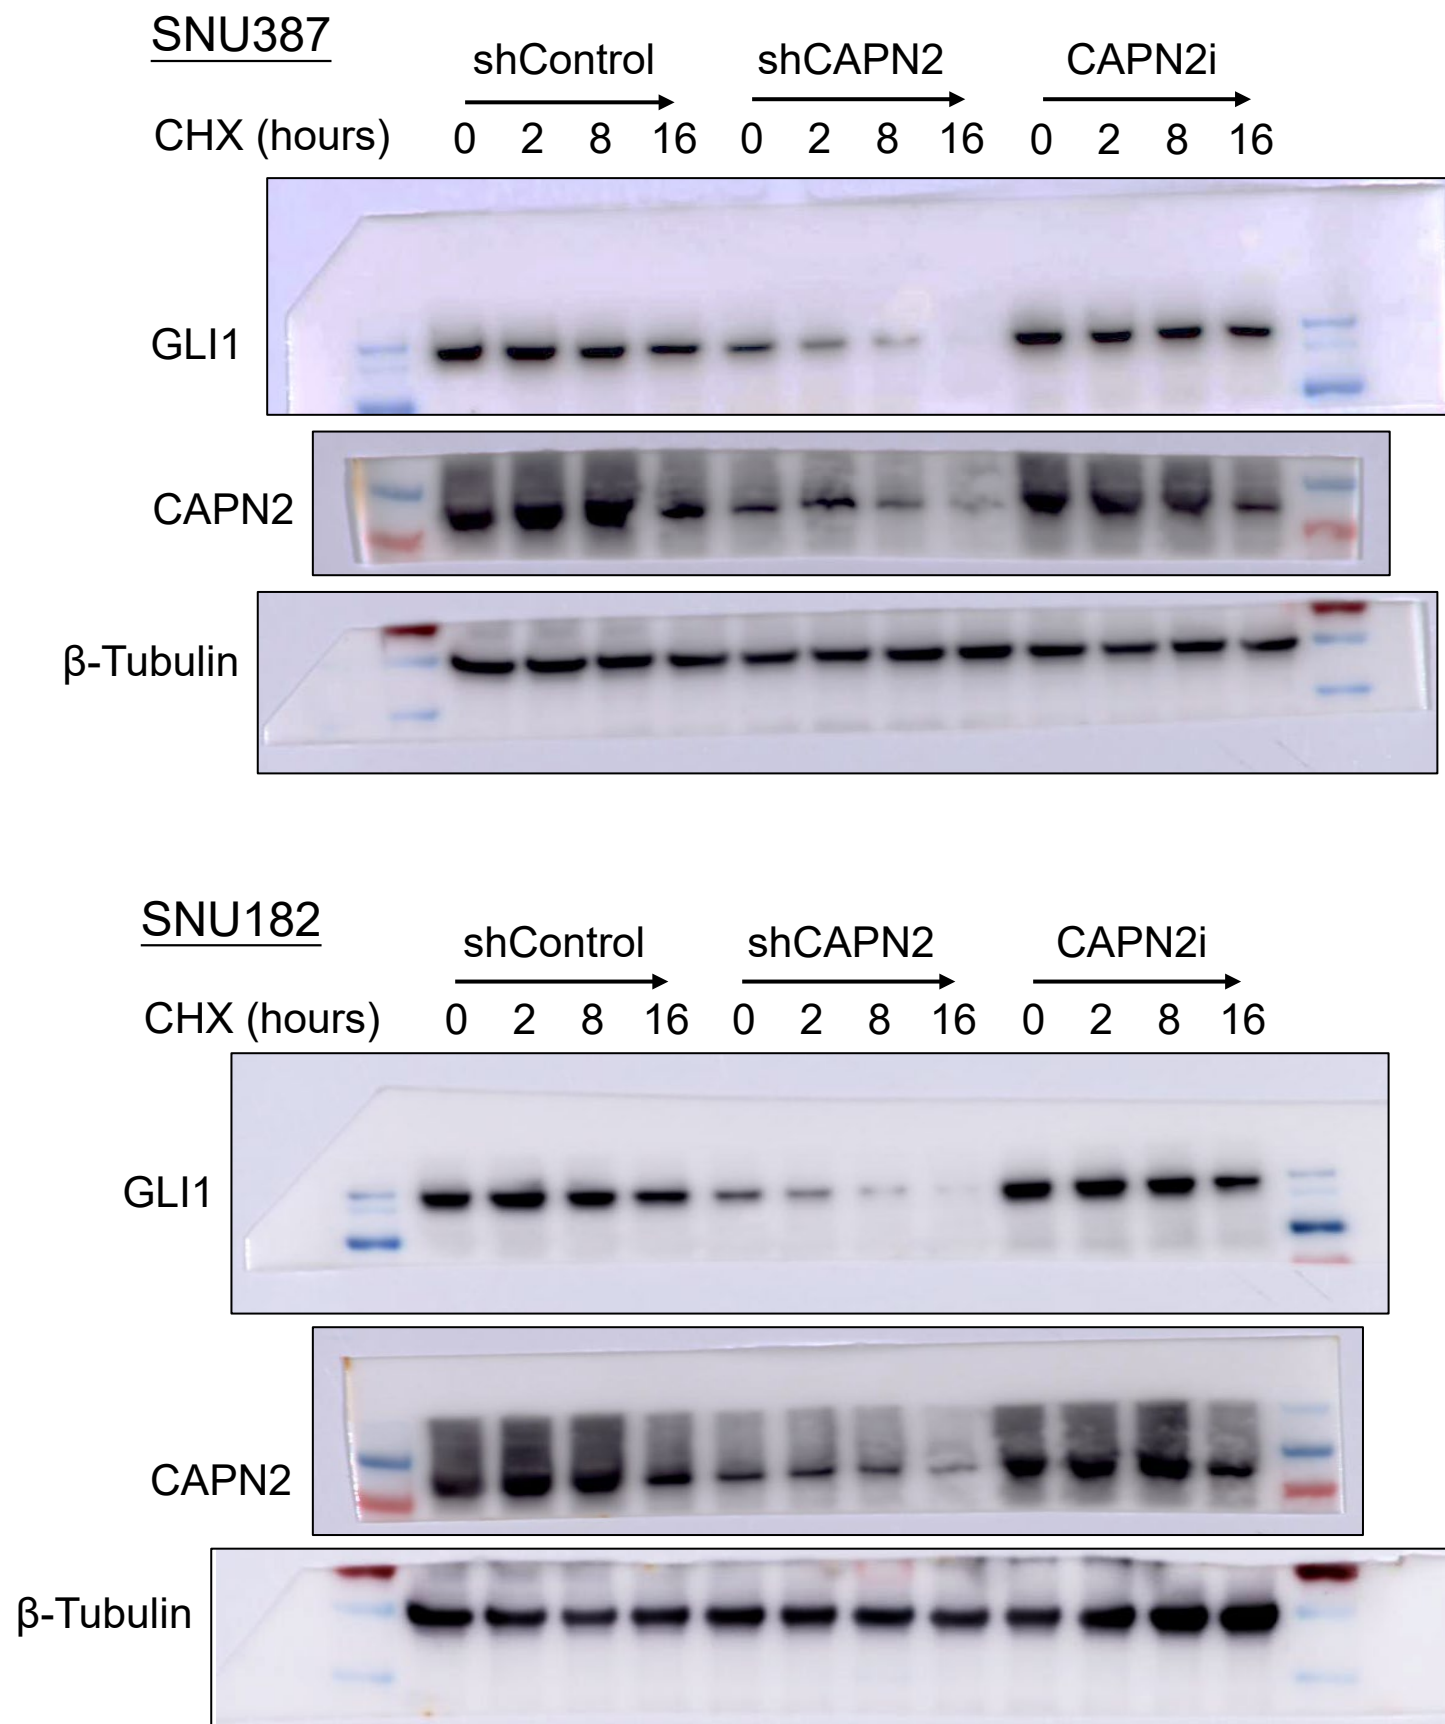 SNU387
shControl shCAPN2 CAPN2i
CHX (hours) 0 2 8 16 0 2 8 16 0 2 8 16
GLI1
CAPN2
β-Tubulin
SNU182
shControl shCAPN2 CAPN2i
CHX (hours) 0 2 8 16 0 2 8 16 0 2 8 16
GLI1
CAPN2
β-Tubulin